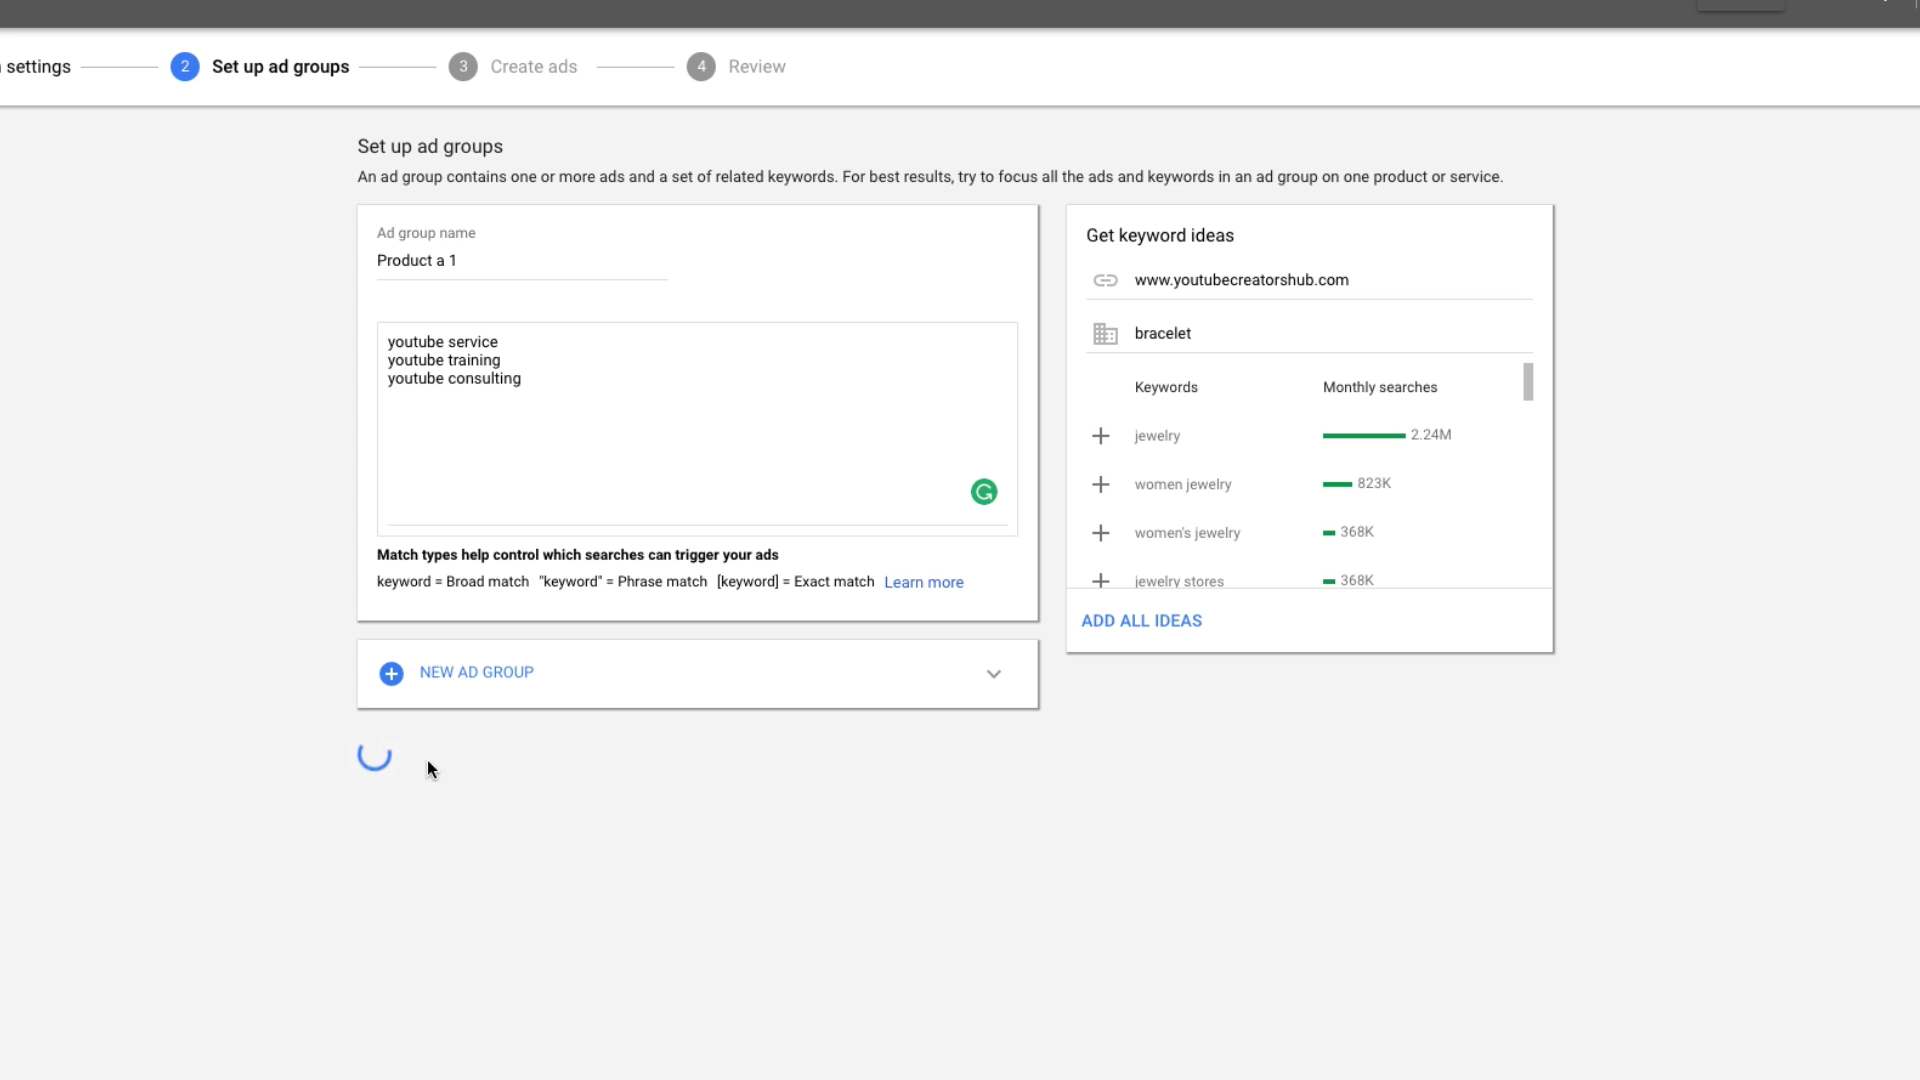 settings
2 Set up ad groups
3 Create ads
4 Review
Set up ad groups
An ad group contains one or more ads and a set of related keywords. For best results, try to focus all the ads and keywords in an ad group on one product or service.
Ad group name
Product a 1
youtube service
youtube training
youtube consulting
Match types help control which searches can trigger your ads
keyword = Broad match "keyword" = Phrase match [keyword] = Exact match Learn more
NEW AD GROUP
Get keyword ideas
www.youtubecreatorshub.com
bracelet
Keywords Monthly searches
jewelry 2.24M
women jewelry 823K
women's jewelry 368K
jewelry stores 368K
ADD ALL IDEAS